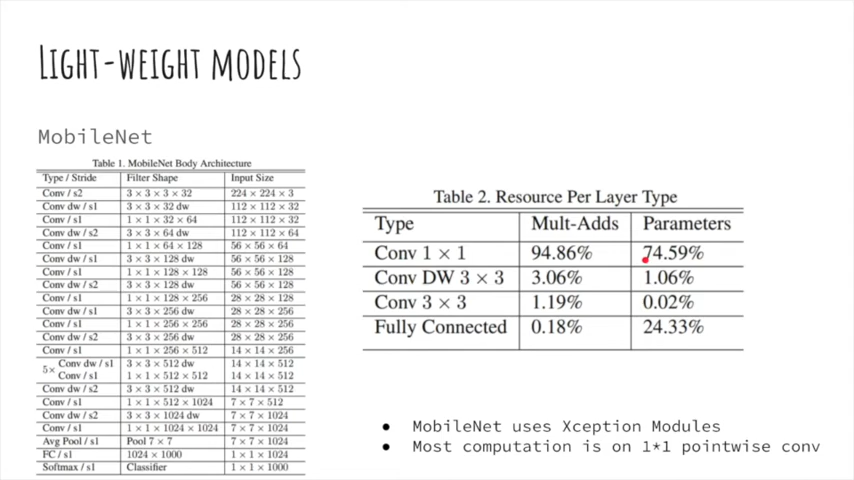 LIGHT-WEIGHT MODELS
MobileNet
Table 1. MobileNet Body Architecture
Type / Stride Filter Shape Input Size
Conv / s2 3 × 3 × 3 × 32 224 × 224 × 3
Conv dw / s1 3 × 3 × 32 dw 112 × 112 × 32
Conv / s1 1 × 1 × 32 × 64 112 × 112 × 32
Conv dw / s2 3 × 3 × 64 dw 112 × 112 × 64
Conv / s1 1 × 1 × 64 × 128 56 × 56 × 64
Conv dw / s1 3 × 3 × 128 dw 56 × 56 × 128
Conv / s1 1 × 1 × 128 × 128 56 × 56 × 128
Conv dw / s2 3 × 3 × 128 dw 56 × 56 × 128
Conv / s1 1 × 1 × 128 × 256 28 × 28 × 128
Conv dw / s1 3 × 3 × 256 dw 28 × 28 × 256
Conv / s1 1 × 1 × 256 × 256 28 × 28 × 256
Conv dw / s2 3 × 3 × 256 dw 28 × 28 × 256
Conv / s1 1 × 1 × 256 × 512 14 × 14 × 256
5× Conv dw / s1 3 × 3 × 512 dw 14 × 14 × 512
Conv / s1 1 × 1 × 512 × 512 14 × 14 × 512
Conv dw / s2 3 × 3 × 512 dw 14 × 14 × 512
Conv / s1 1 × 1 × 512 × 1024 7 × 7 × 512
Conv dw / s2 3 × 3 × 1024 dw 7 × 7 × 1024
Conv / s1 1 × 1 × 1024 × 1024 7 × 7 × 1024
Avg Pool / s1 Pool 7 × 7 7 × 7 × 1024
FC / s1 1024 × 1000 1 × 1 × 1024
Softmax / s1 Classifier 1 × 1 × 1000
Table 2. Resource Per Layer Type
Type Mult-Adds Parameters
Conv 1 × 1 94.86% 74.59%
Conv DW 3 × 3 3.06% 1.06%
Conv 3 × 3 1.19% 0.02%
Fully Connected 0.18% 24.33%
● MobileNet uses Xception Modules
● Most computation is on 1*1 pointwise conv